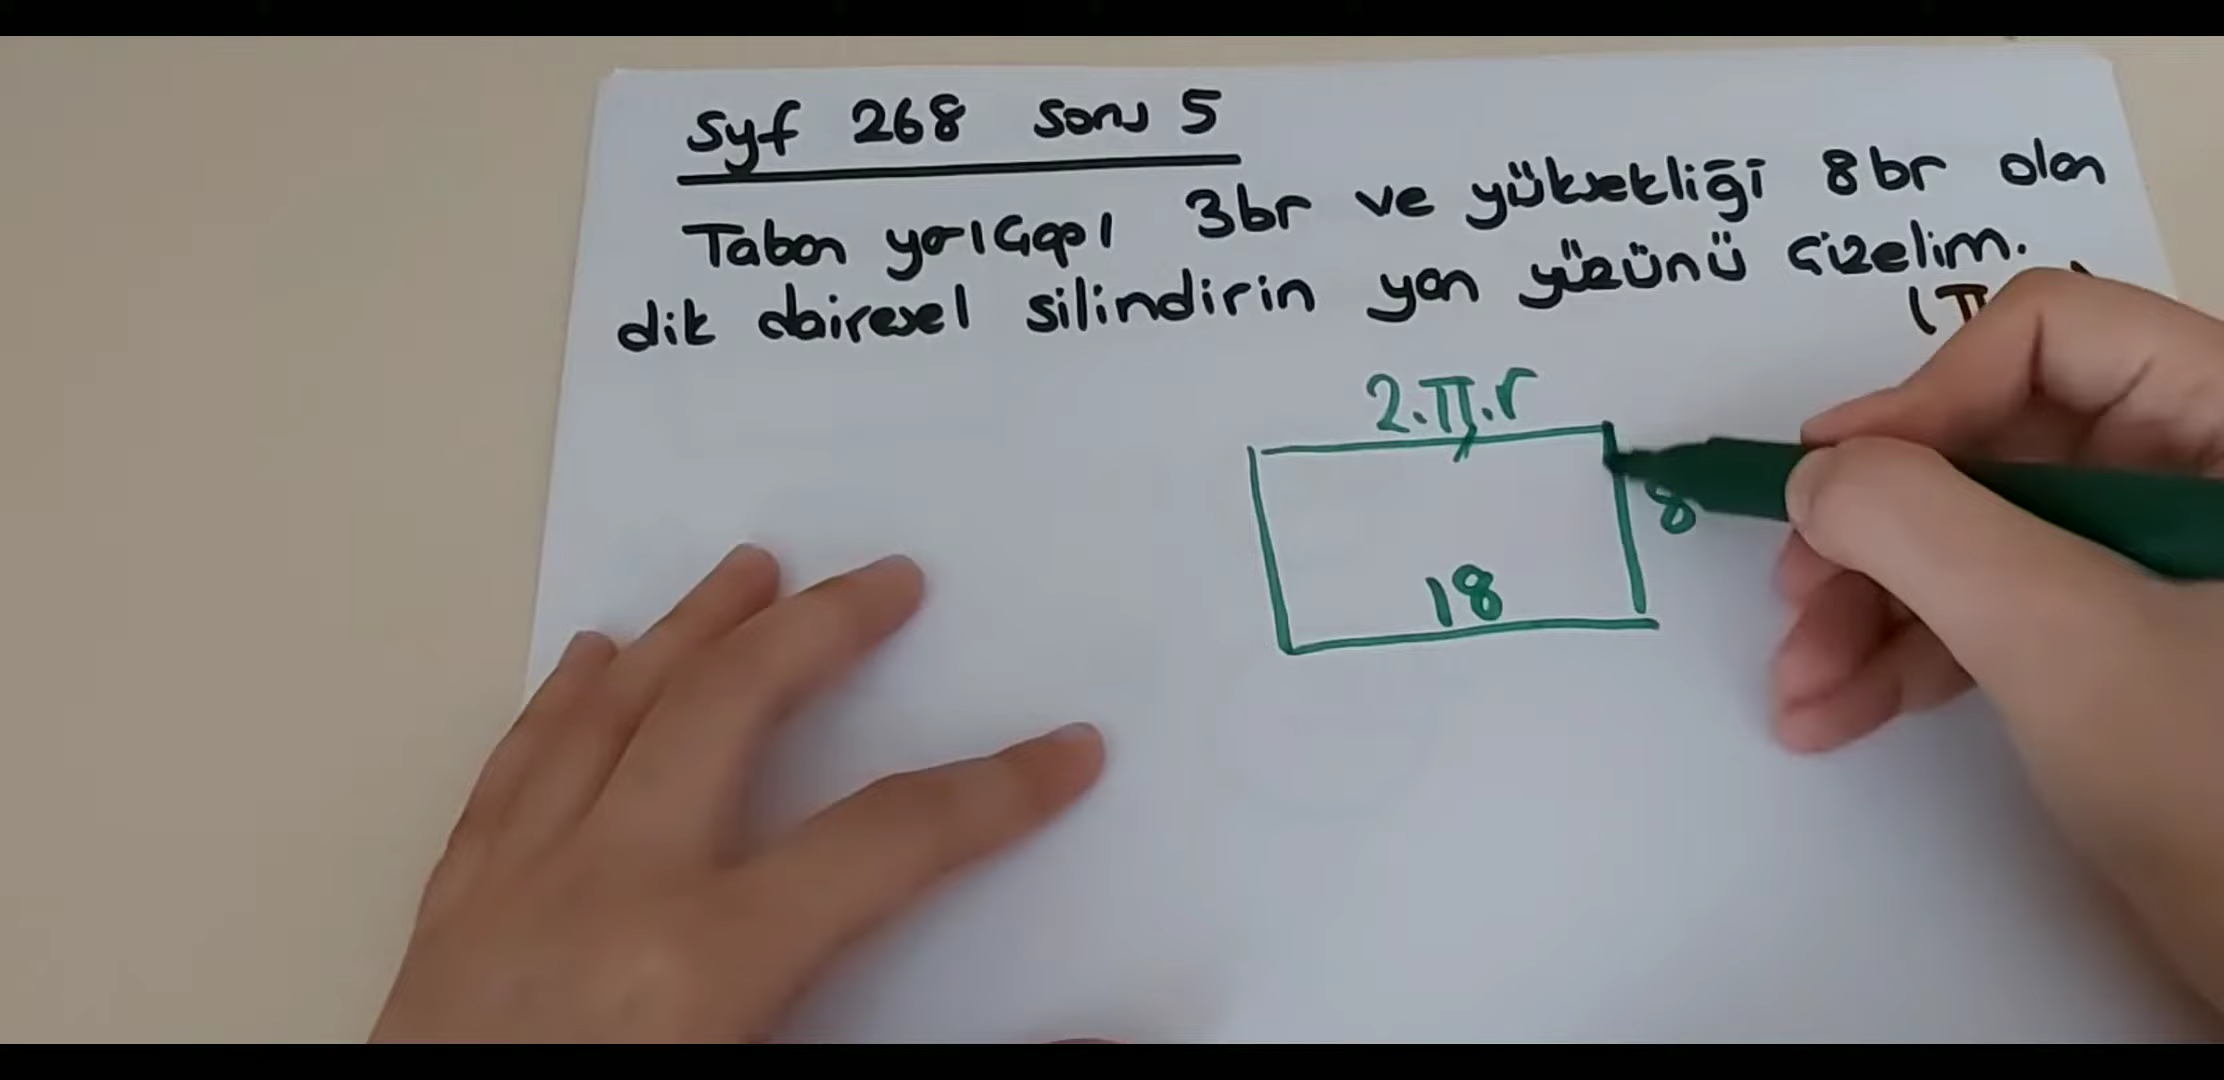 Syf 268 Soru 5
Taban yarıçapı 3br ve yüksekliği 8br olan
dik dairesel silindirin yan yüzünü çizelim.
(π
2.π.r
8
18